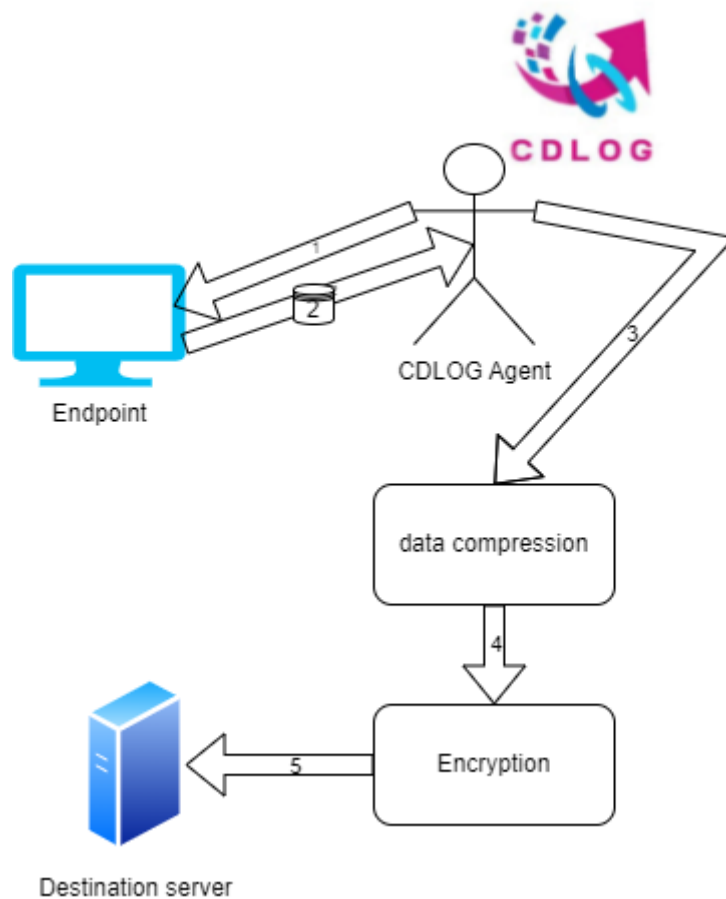 CDLOG
1
2
3
CDLOG Agent
Endpoint
data compression
4
Encryption
5
Destination server